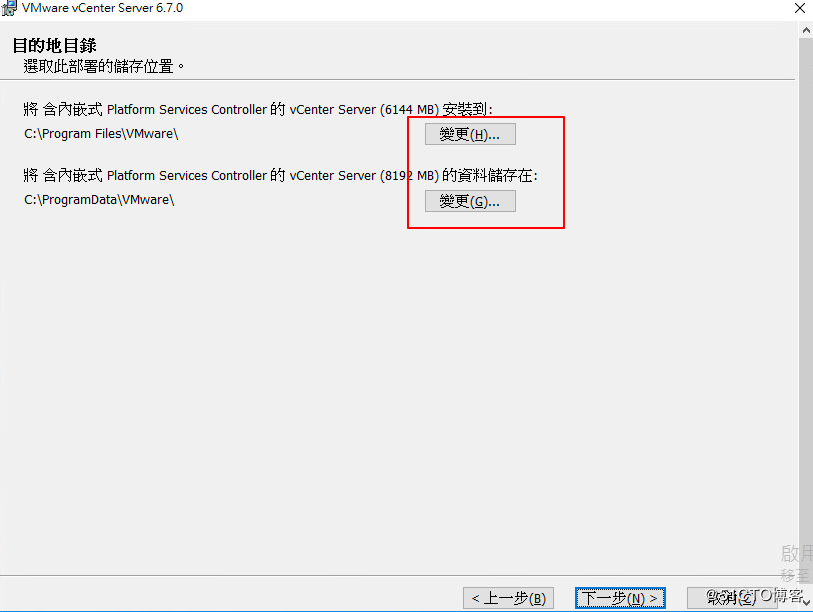 VMware vCenter Server 6.7.0
目的地目錄
選取此部署的儲存位置。
將 含內嵌式 Platform Services Controller 的 vCenter Server (6144 MB) 安裝到:
C:\Program Files\VMware\
變更(H)...
將 含內嵌式 Platform Services Controller 的 vCenter Server (8192 MB) 的資料儲存在:
C:\ProgramData\VMware\
變更(G)...
啟用
移至
< 上一步(B)
下一步(N) >
取消
@51CTO博客